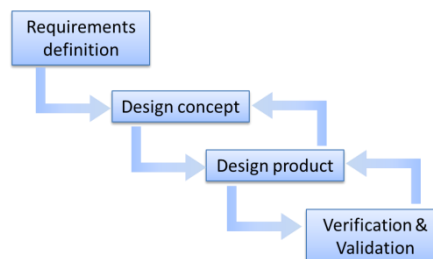 Requirements
definition
Design concept
Design product
Verification &
Validation